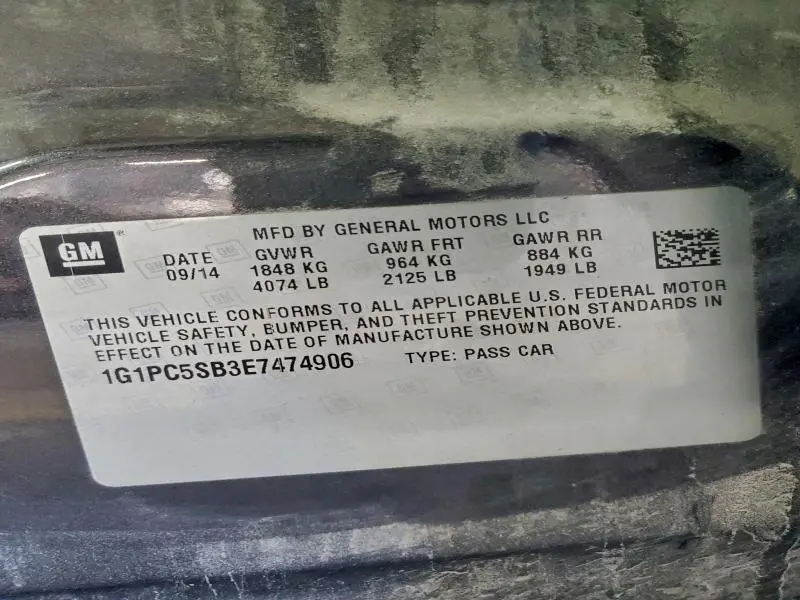 GM®
MFD BY GENERAL MOTORS LLC
DATE GVWR GAWR FRT GAWR RR
09/14 1848 KG 964 KG 884 KG
4074 LB 2125 LB 1949 LB
THIS VEHICLE CONFORMS TO ALL APPLICABLE U.S. FEDERAL MOTOR
VEHICLE SAFETY, BUMPER, AND THEFT PREVENTION STANDARDS IN
EFFECT ON THE DATE OF MANUFACTURE SHOWN ABOVE.
1G1PC5SB3E7474906 TYPE: PASS CAR